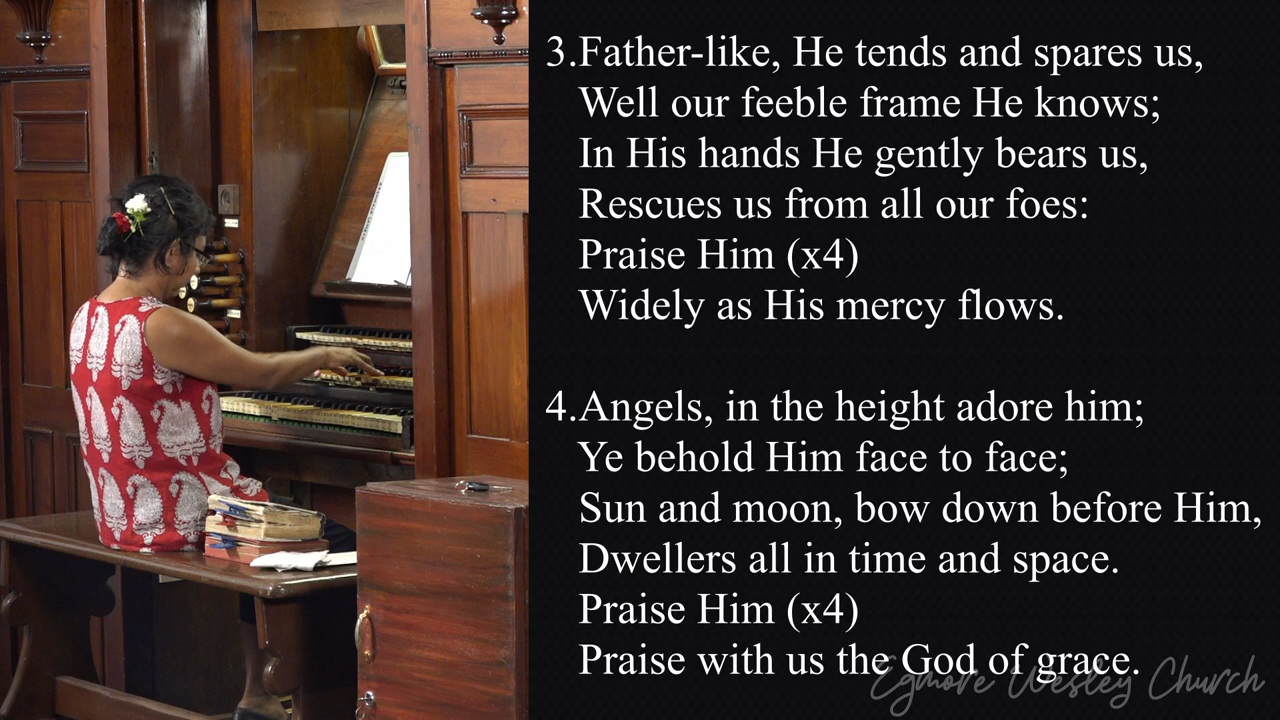 3.Father-like, He tends and spares us,
Well our feeble frame He knows;
In His hands He gently bears us,
Rescues us from all our foes:
Praise Him (x4)
Widely as His mercy flows.
4.Angels, in the height adore him;
Ye behold Him face to face;
Sun and moon, bow down before Him,
Dwellers all in time and space.
Praise Him (x4)
Praise with us the God of grace.
Egmore Wesley Church